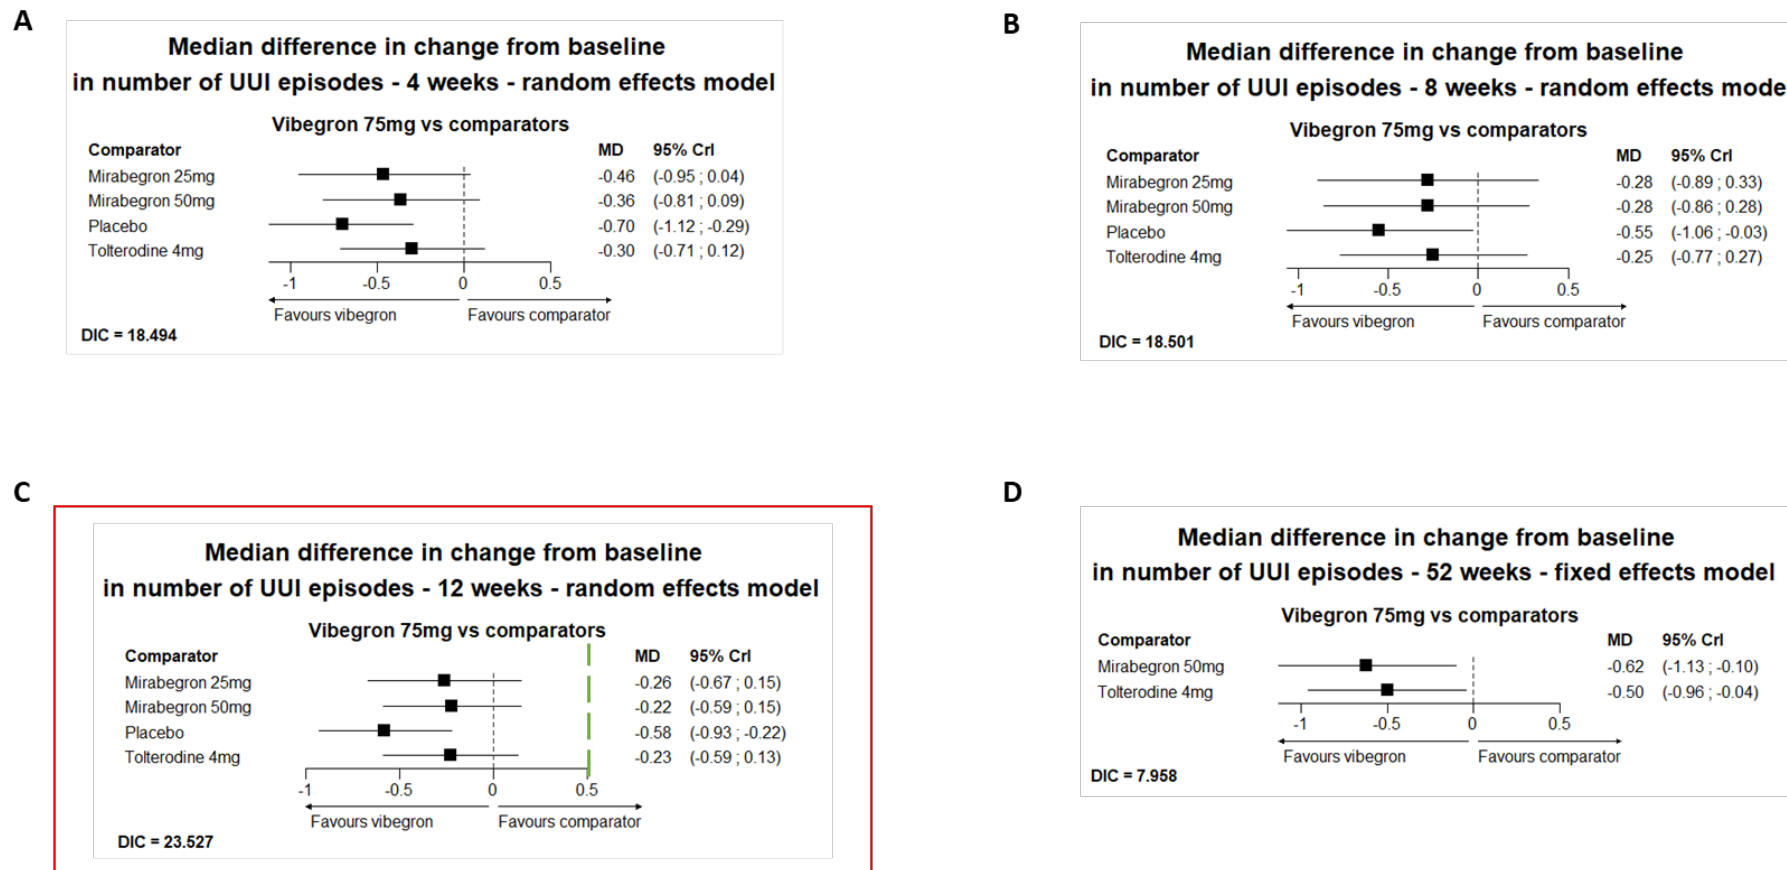 A
Median difference in change from baseline
in number of UUI episodes - 4 weeks - random effects model
Vibegron 75mg vs comparators
Comparator MD 95% CrI
Mirabegron 25mg -0.46 (-0.95 ; 0.04)
Mirabegron 50mg -0.36 (-0.81 ; 0.09)
Placebo -0.70 (-1.12 ; -0.29)
Tolterodine 4mg -0.30 (-0.71 ; 0.12)
-1 -0.5 0 0.5
Favours vibegron Favours comparator
DIC = 18.494
B
Median difference in change from baseline
in number of UUI episodes - 8 weeks - random effects mode
Vibegron 75mg vs comparators
Comparator MD 95% CrI
Mirabegron 25mg -0.28 (-0.89 ; 0.33)
Mirabegron 50mg -0.28 (-0.86 ; 0.28)
Placebo -0.55 (-1.06 ; -0.03)
Tolterodine 4mg -0.25 (-0.77 ; 0.27)
-1 -0.5 0 0.5
Favours vibegron Favours comparator
DIC = 18.501
C
Median difference in change from baseline
in number of UUI episodes - 12 weeks - random effects model
Vibegron 75mg vs comparators
Comparator MD 95% CrI
Mirabegron 25mg -0.26 (-0.67 ; 0.15)
Mirabegron 50mg -0.22 (-0.59 ; 0.15)
Placebo -0.58 (-0.93 ; -0.22)
Tolterodine 4mg -0.23 (-0.59 ; 0.13)
-1 -0.5 0 0.5
Favours vibegron Favours comparator
DIC = 23.527
D
Median difference in change from baseline
in number of UUI episodes - 52 weeks - fixed effects model
Vibegron 75mg vs comparators
Comparator MD 95% CrI
Mirabegron 50mg -0.62 (-1.13 ; -0.10)
Tolterodine 4mg -0.50 (-0.96 ; -0.04)
-1 -0.5 0 0.5
Favours vibegron Favours comparator
DIC = 7.958